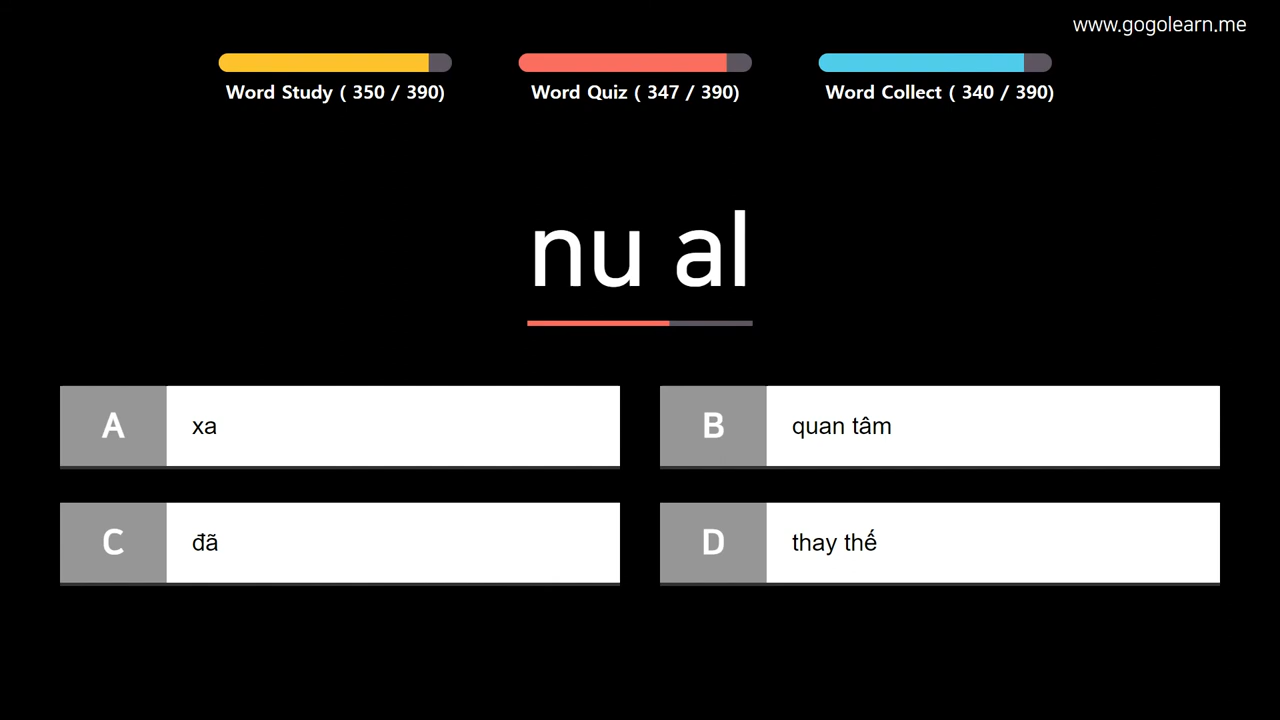 www.gogolearn.me
Word Study ( 350 / 390)
Word Quiz ( 347 / 390)
Word Collect ( 340 / 390)
nu al
A xa
B quan tâm
C đã
D thay thế